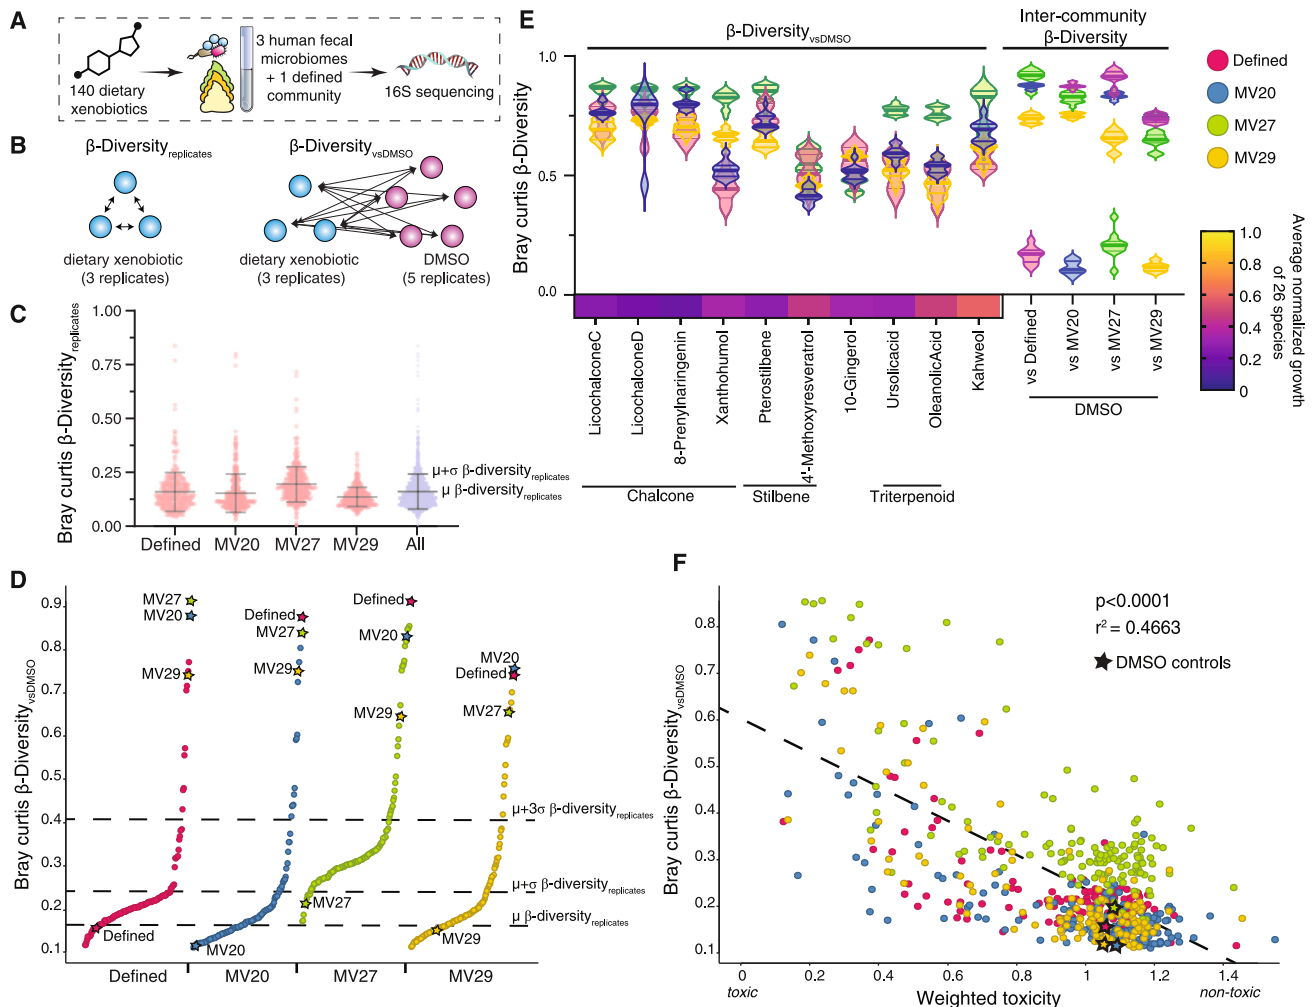 A
140 dietary
xenobiotics
3 human fecal
microbiomes
+ 1 defined
community
16S sequencing
B
β-Diversity replicates
dietary xenobiotic
(3 replicates)
β-Diversity vsDMSO
dietary xenobiotic
(3 replicates)
DMSO
(5 replicates)
C
Bray curtis β-Diversity replicates
1.00
0.75
0.50
0.25
0.00
μ+σ β-diversity replicates
μ β-diversity replicates
Defined
MV20
MV27
MV29
All
D
Bray curtis β-Diversity vsDMSO
0.9
0.8
0.7
0.6
0.5
0.4
0.3
0.2
0.1
MV27
MV20
MV29
Defined
Defined
MV27
MV29
MV20
Defined
MV20
MV29
MV27
MV20
Defined
MV27
MV29
μ+3σ β-diversity replicates
μ+σ β-diversity replicates
μ β-diversity replicates
Defined
MV20
MV27
MV29
E
β-Diversity vsDMSO
Inter-community
β-Diversity
Bray curtis β-Diversity
1.0
0.5
0.0
LicochalconeC
LicochalconeD
8-Prenylnaringenin
Xanthohumol
Pterostilbene
4'-Methoxyresveratrol
10-Gingerol
Ursolicacid
OleanolicAcid
Kahweol
vs Defined
vs MV20
vs MV27
vs MV29
Chalcone
Stilbene
Triterpenoid
DMSO
Defined
MV20
MV27
MV29
1.0
0.8
0.6
0.4
0.2
0
Average normalized growth
of 26 species
F
Bray curtis β-Diversity vsDMSO
0.8
0.7
0.6
0.5
0.4
0.3
0.2
0.1
p<0.0001
r² = 0.4663
DMSO controls
0
0.2
0.4
0.6
0.8
1.0
1.2
1.4
toxic
Weighted toxicity
non-toxic